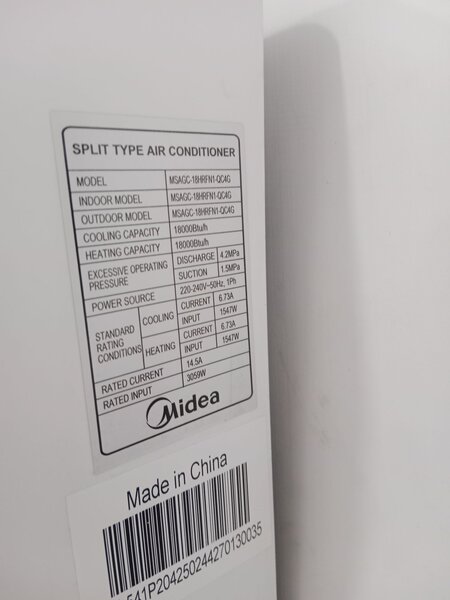 SPLIT TYPE AIR CONDITIONER
MODEL MSAGC-18HRFN1-QC4G
INDOOR MODEL MSAGC-18HRFN1-QC4G
OUTDOOR MODEL MSAGC-18HRFN1-QC4G
COOLING CAPACITY 18000Btu/h
HEATING CAPACITY 18000Btu/h
EXCESSIVE OPERATING PRESSURE DISCHARGE 4.2MPa
SUCTION 1.5MPa
POWER SOURCE 220-240V~50Hz, 1Ph
STANDARD RATING CONDITIONS COOLING CURRENT 6.73A
INPUT 1547W
HEATING CURRENT 6.73A
INPUT 1547W
RATED CURRENT 14.5A
RATED INPUT 3059W
Midea
Made in China
541P204250244270130035